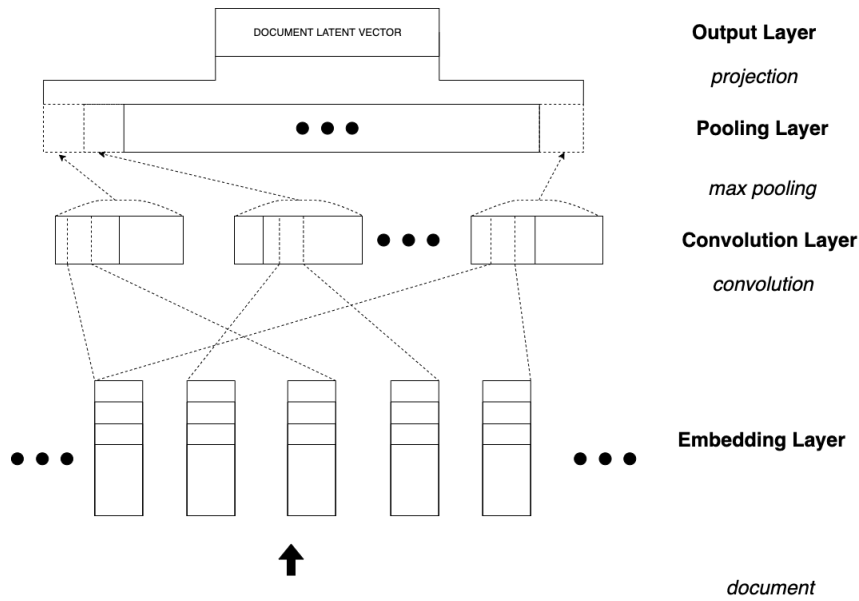 DOCUMENT LATENT VECTOR
Output Layer
projection
Pooling Layer
max pooling
Convolution Layer
convolution
Embedding Layer
document